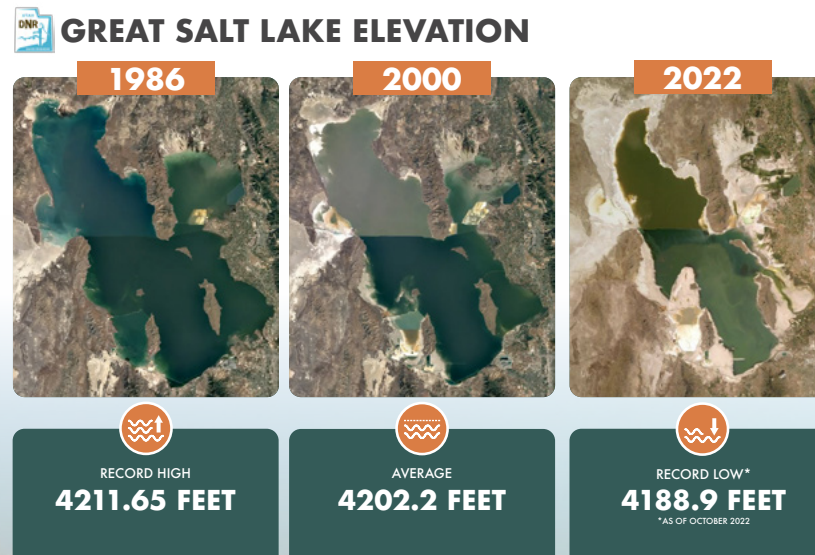 DNR
GREAT SALT LAKE ELEVATION
1986
2000
2022
RECORD HIGH
4211.65 FEET
AVERAGE
4202.2 FEET
RECORD LOW*
4188.9 FEET
*AS OF OCTOBER 2022